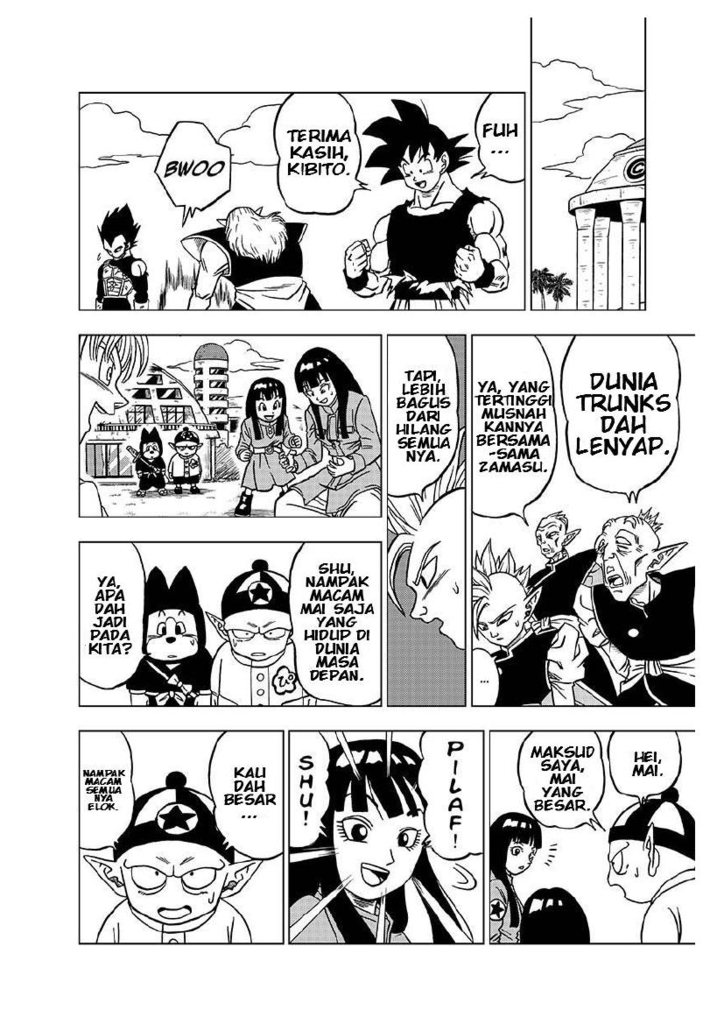 FUH
...
TERIMA
KASIH,
KIBITO.
BWOO
DUNIA
TRUNKS
DAH
LENYAP.
YA, YANG
TERTINGGI
MUSNAH
KANNYA
BERSAMA
-SAMA
ZAMASU.
...
TAPI,
LEBIH
BAGUS
DARI
HILANG
SEMUA
NYA.
SHU,
NAMPAK
MACAM
MAI SAJA
YANG
HIDUP DI
DUNIA
MASA
DEPAN.
YA,
APA
DAH
JADI
PADA
KITA?
HEI,
MAI.
MAKSUD
SAYA,
MAI
YANG
BESAR.
PILAF!
SHU!
KAU
DAH
BESAR
...
NAMPAK
MACAM
SEMUA
NYA
ELOK.